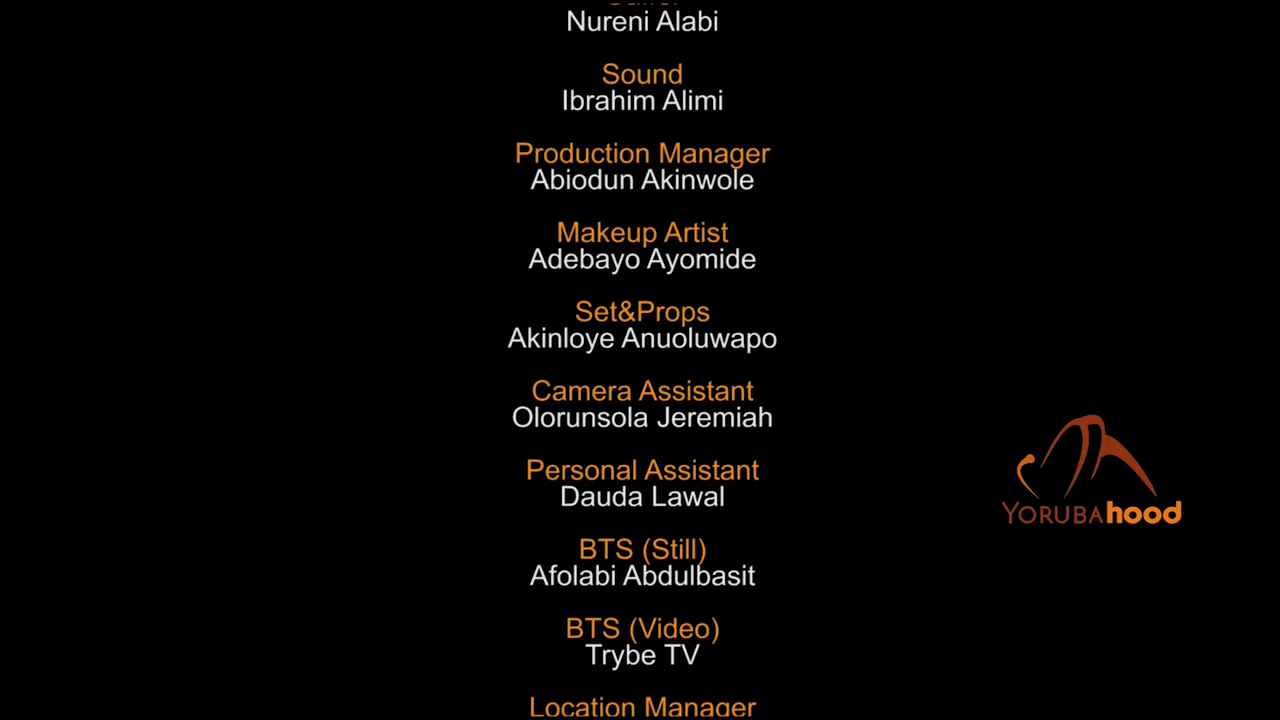 Nureni Alabi
Sound
Ibrahim Alimi
Production Manager
Abiodun Akinwole
Makeup Artist
Adebayo Ayomide
Set&Props
Akinloye Anuoluwapo
Camera Assistant
Olorunsola Jeremiah
Personal Assistant
Dauda Lawal
BTS (Still)
Afolabi Abdulbasit
BTS (Video)
Trybe TV
Location Manager
YORUBAhood